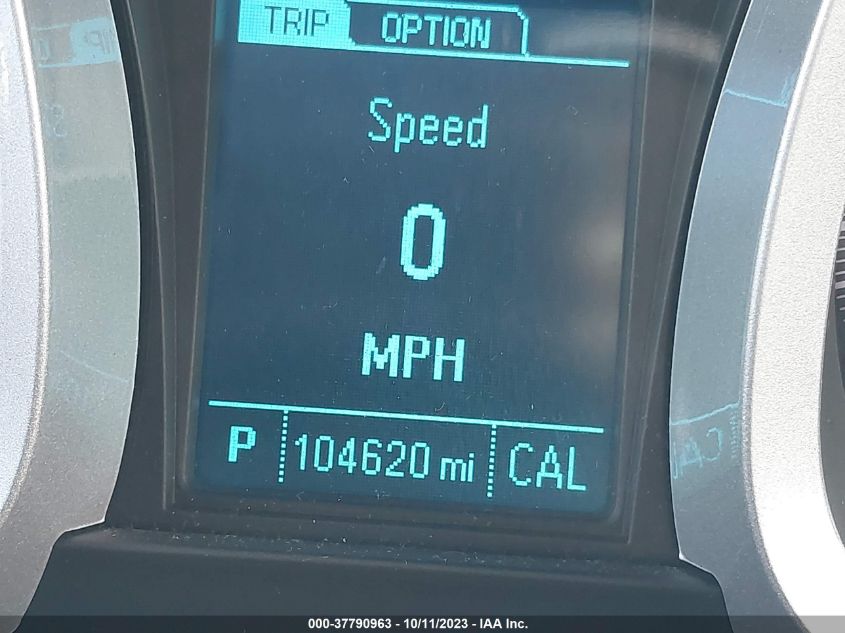 TRIP OPTION
Speed
0
MPH
P 104620 mi CAL
000-37790963 - 10/11/2023 - IAA Inc.